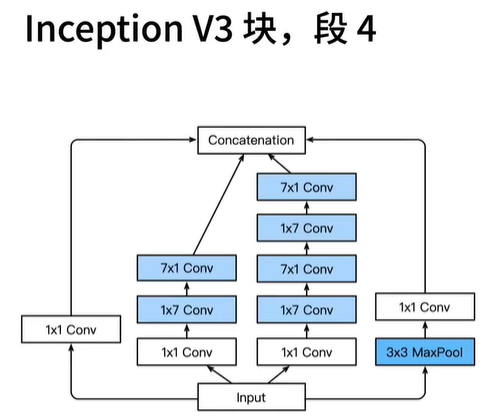 Inception V3 块，段 4
Concatenation
7x1 Conv
1x7 Conv
7x1 Conv
7x1 Conv
1x7 Conv
1x7 Conv
1x1 Conv
1x1 Conv
1x1 Conv
1x1 Conv
3x3 MaxPool
Input